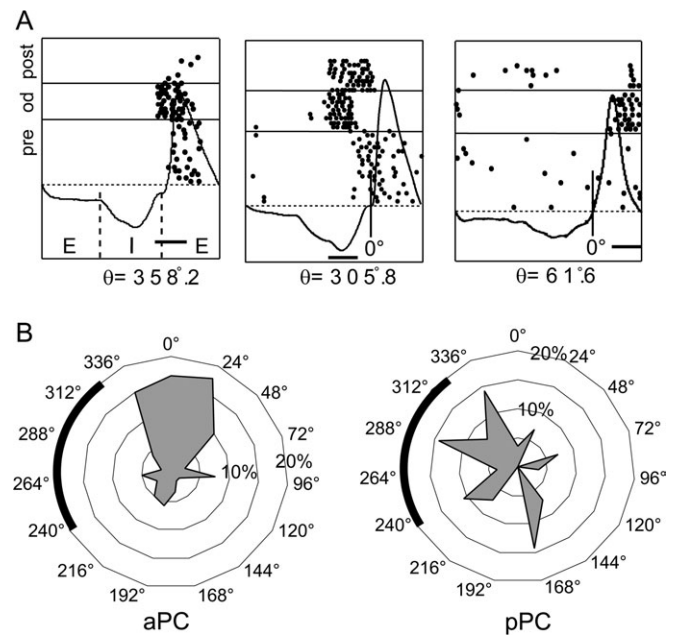 A
pre od post
E I E
0°
0°
θ= 3 5 8°.2
θ= 3 0 5°.8
θ= 6 1°.6
B
0°
336° 24°
312° 48°
288° 72°
264° 10% 20%
96°
240° 120°
216° 144°
192° 168°
aPC
0°
336° 20% 24°
312° 48°
10%
288° 72°
264° 96°
240° 120°
216° 144°
192° 168°
pPC